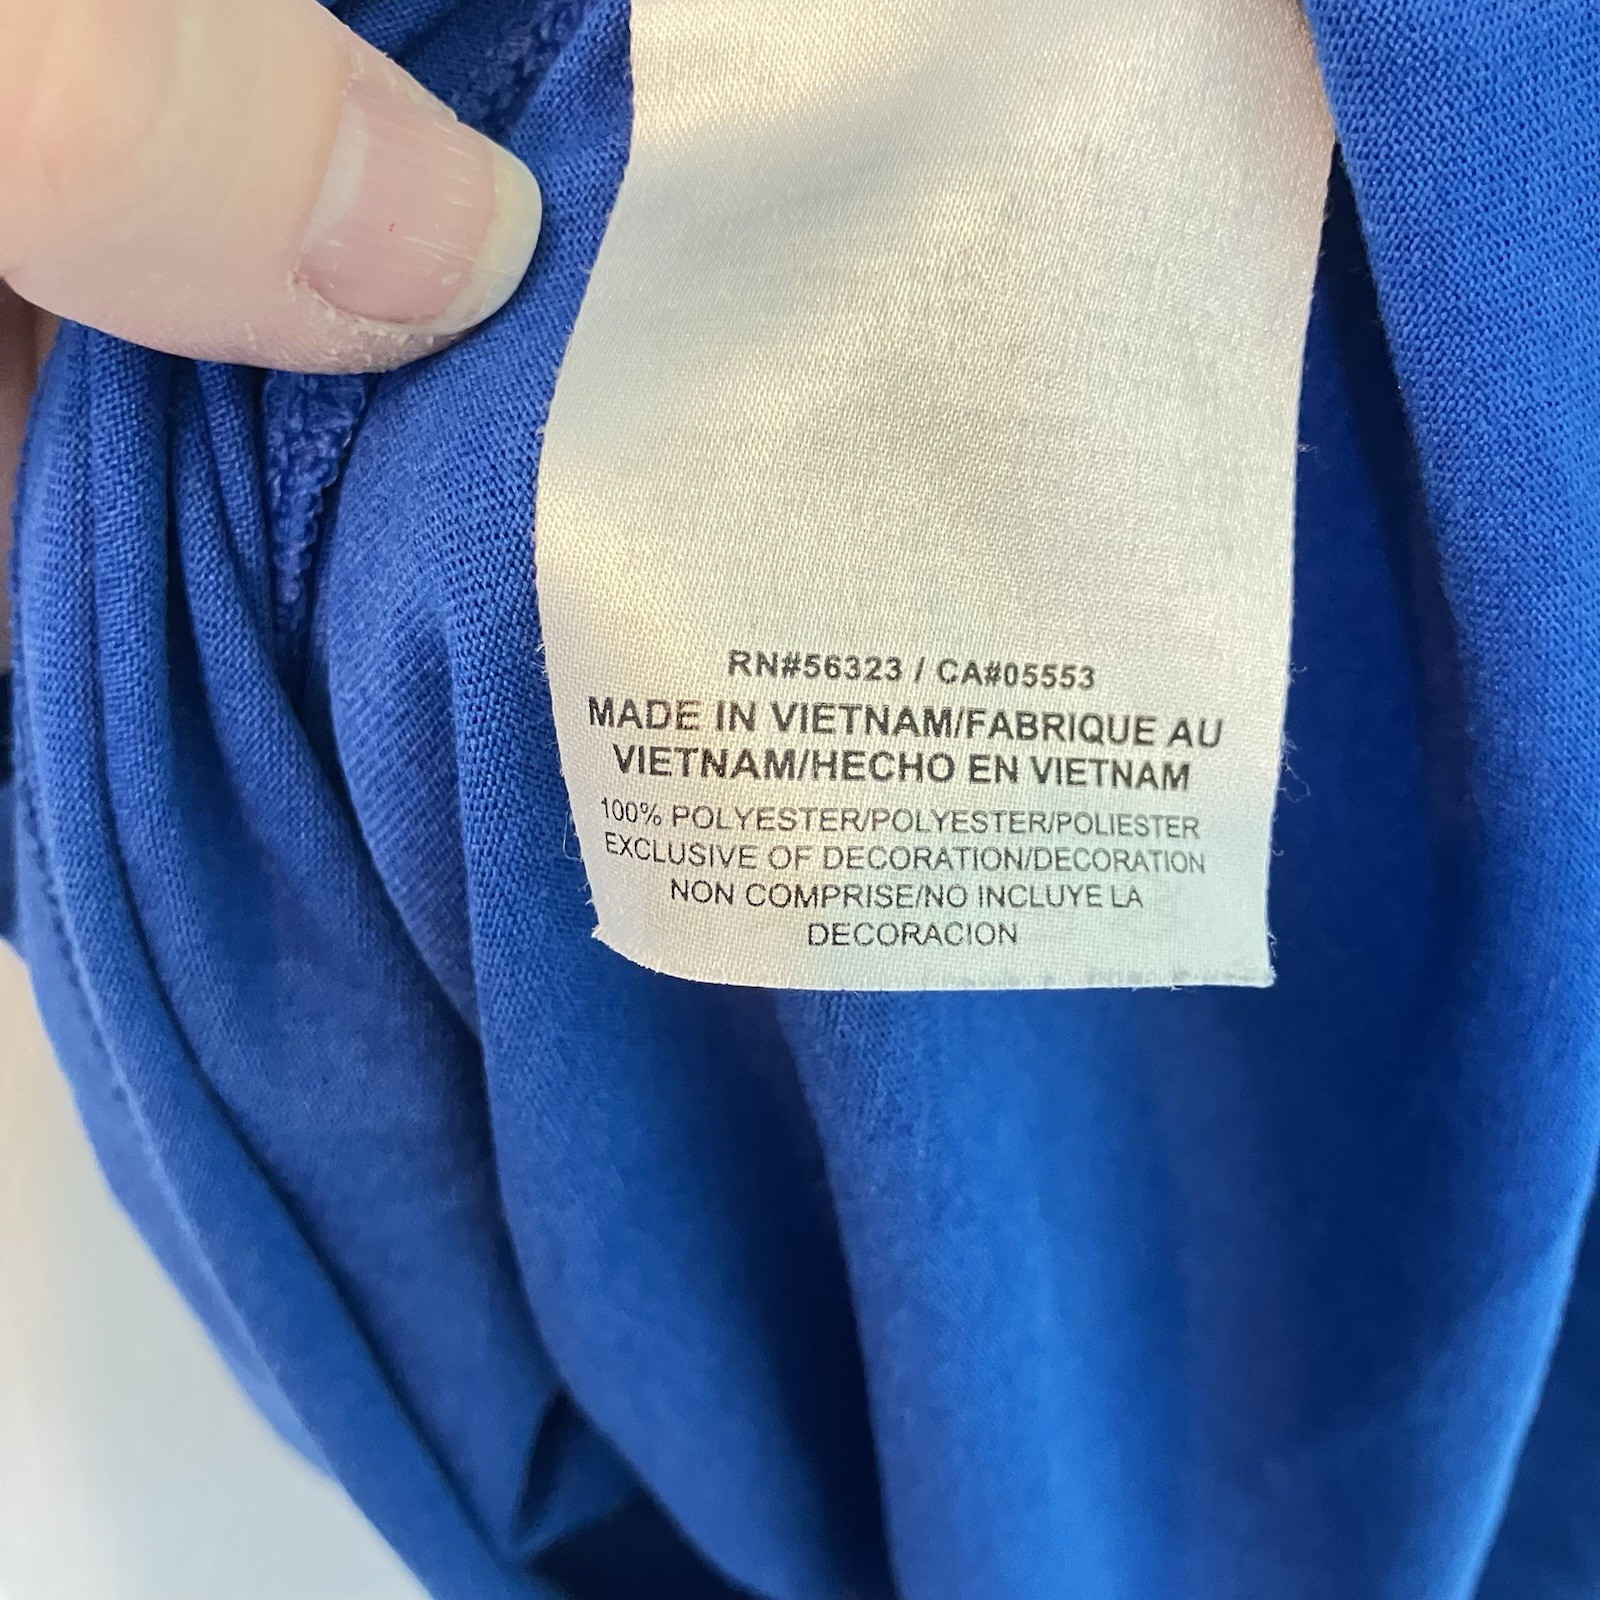 RN#56323 / CA#05553
MADE IN VIETNAM/FABRIQUE AU
VIETNAM/HECHO EN VIETNAM
100% POLYESTER/POLYESTER/POLIESTER
EXCLUSIVE OF DECORATION/DECORATION
NON COMPRISE/NO INCLUYE LA
DECORACION